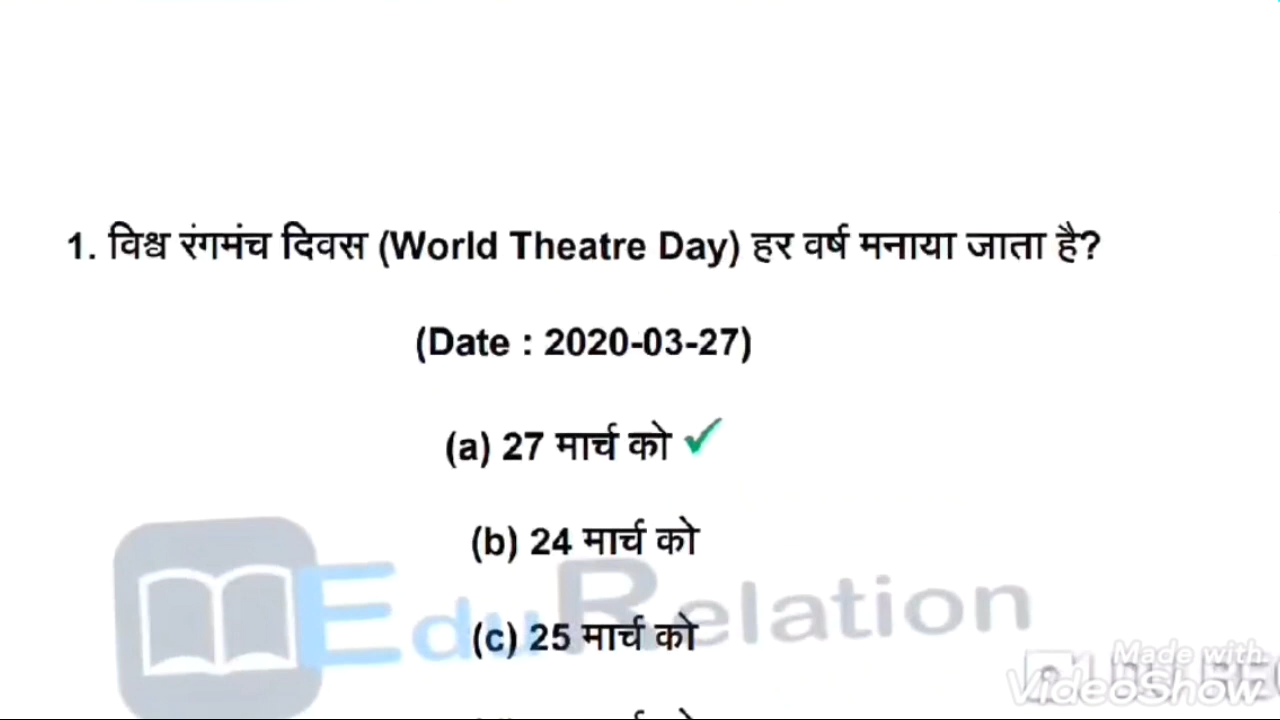 1. विश्व रंगमंच दिवस (World Theatre Day) हर वर्ष मनाया जाता है?
(Date : 2020-03-27)
(a) 27 मार्च को
(b) 24 मार्च को
EduRelation
(c) 25 मार्च को
Made with
VideoShow